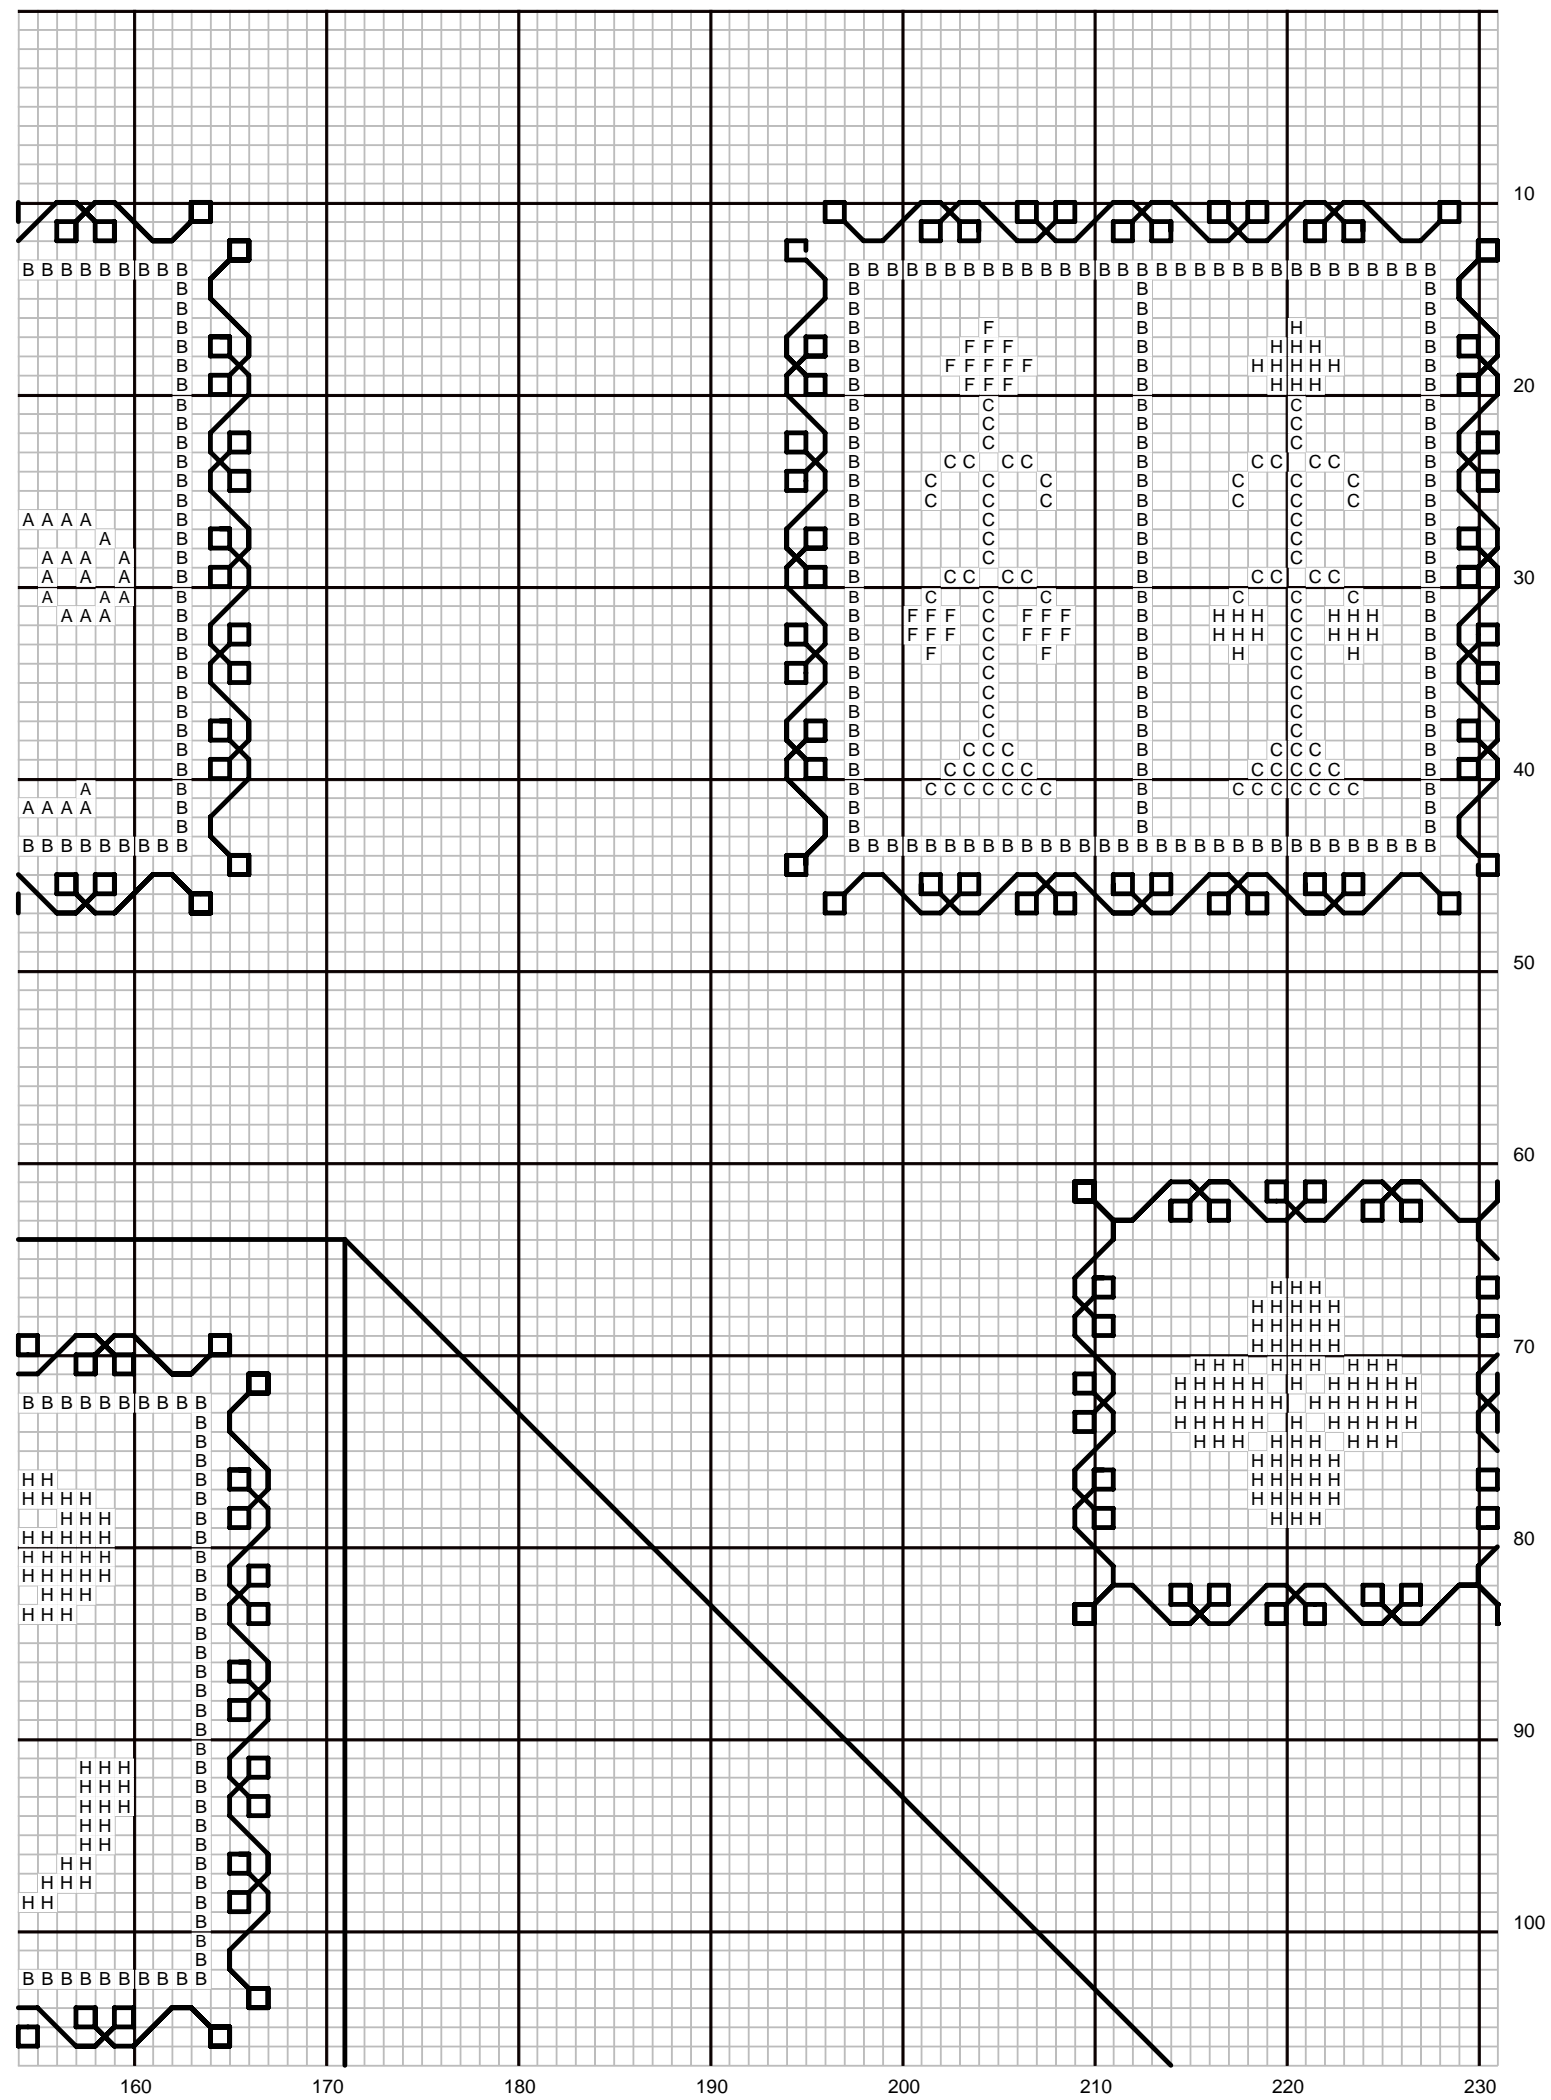 10
B B B B B B B B B B B B B B B B B B B B B B B B B B B B B B B B B B B B B B B B
B B B B
B B B B
B B F B H B
B B F F F B H H H B
B B F F F F F B H H H H H B
B B F F F B H H H B 20
B B C B C B
B B C B C B
B B C B C B
B B C C C C B C C C C B
B B C C C B C C C B
B B C C C B C C C B
A A A A B B C B C B
A B B C B C B
A A A A B B C B C B
A A A B B C C C C B C C C C B 30
A A A B B C C C B C C C B
A A A B B F F F C F F F B H H H C H H H B
B B F F F C F F F B H H H C H H H B
B B F C F B H C H B
B B C B C B
B B C B C B
B B C B C B
B B C B C B
B B C C C B C C C B
B B C C C C C B C C C C C B 40
A B B C C C C C C C B C C C C C C C B
A A A A B B B B
B B B B
B B B B B B B B B B B B B B B B B B B B B B B B B B B B B B B B B B B B B B B B
50
60
H H H
H H H H H
H H H H H
H H H H H 70
H H H H H H H H H
H H H H H H H H H H H
B B B B B B B B B B H H H H H H H H H H H H
B H H H H H H H H H H H
B H H H H H H H H H
B H H H H H
H H B H H H H H
H H H H B H H H H H
H H H B H H H
H H H H H B 80
H H H H H B
H H H H H B
H H H B
H H H B
B
B
B
B
B
B 90
B
H H H B
H H H B
H H H B
H H B
H H B
H H B
H H H B
H H B
B 100
B
B
B B B B B B B B B B
160 170 180 190 200 210 220 230